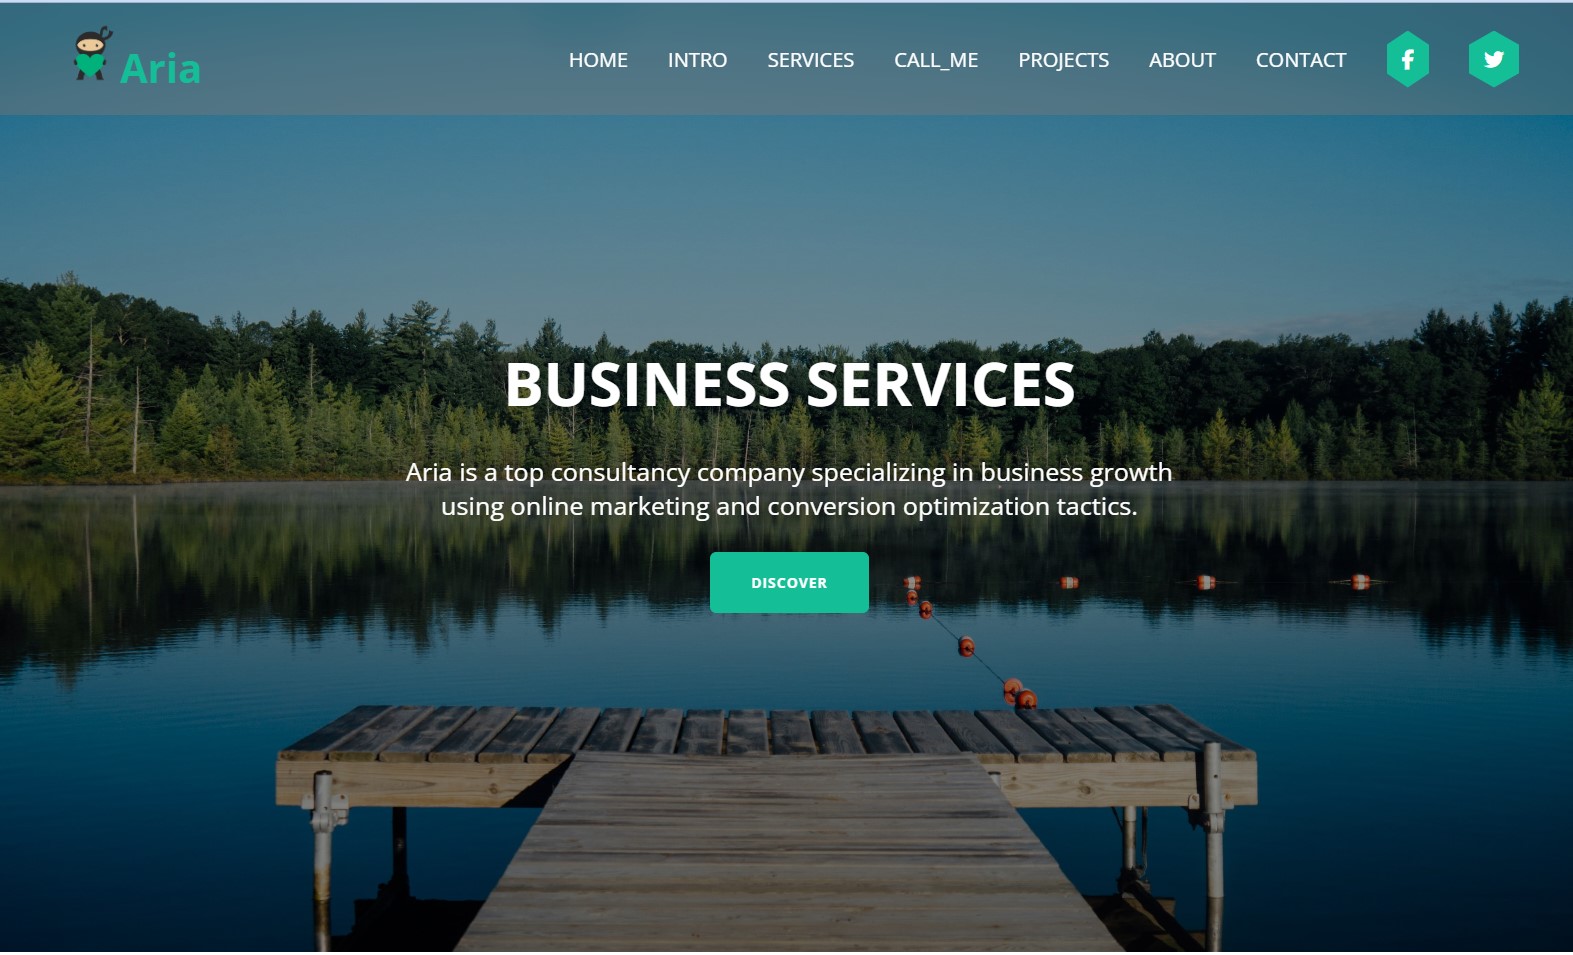 Aria
HOME INTRO SERVICES CALL_ME PROJECTS ABOUT CONTACT
BUSINESS SERVICES
Aria is a top consultancy company specializing in business growth
using online marketing and conversion optimization tactics.
DISCOVER